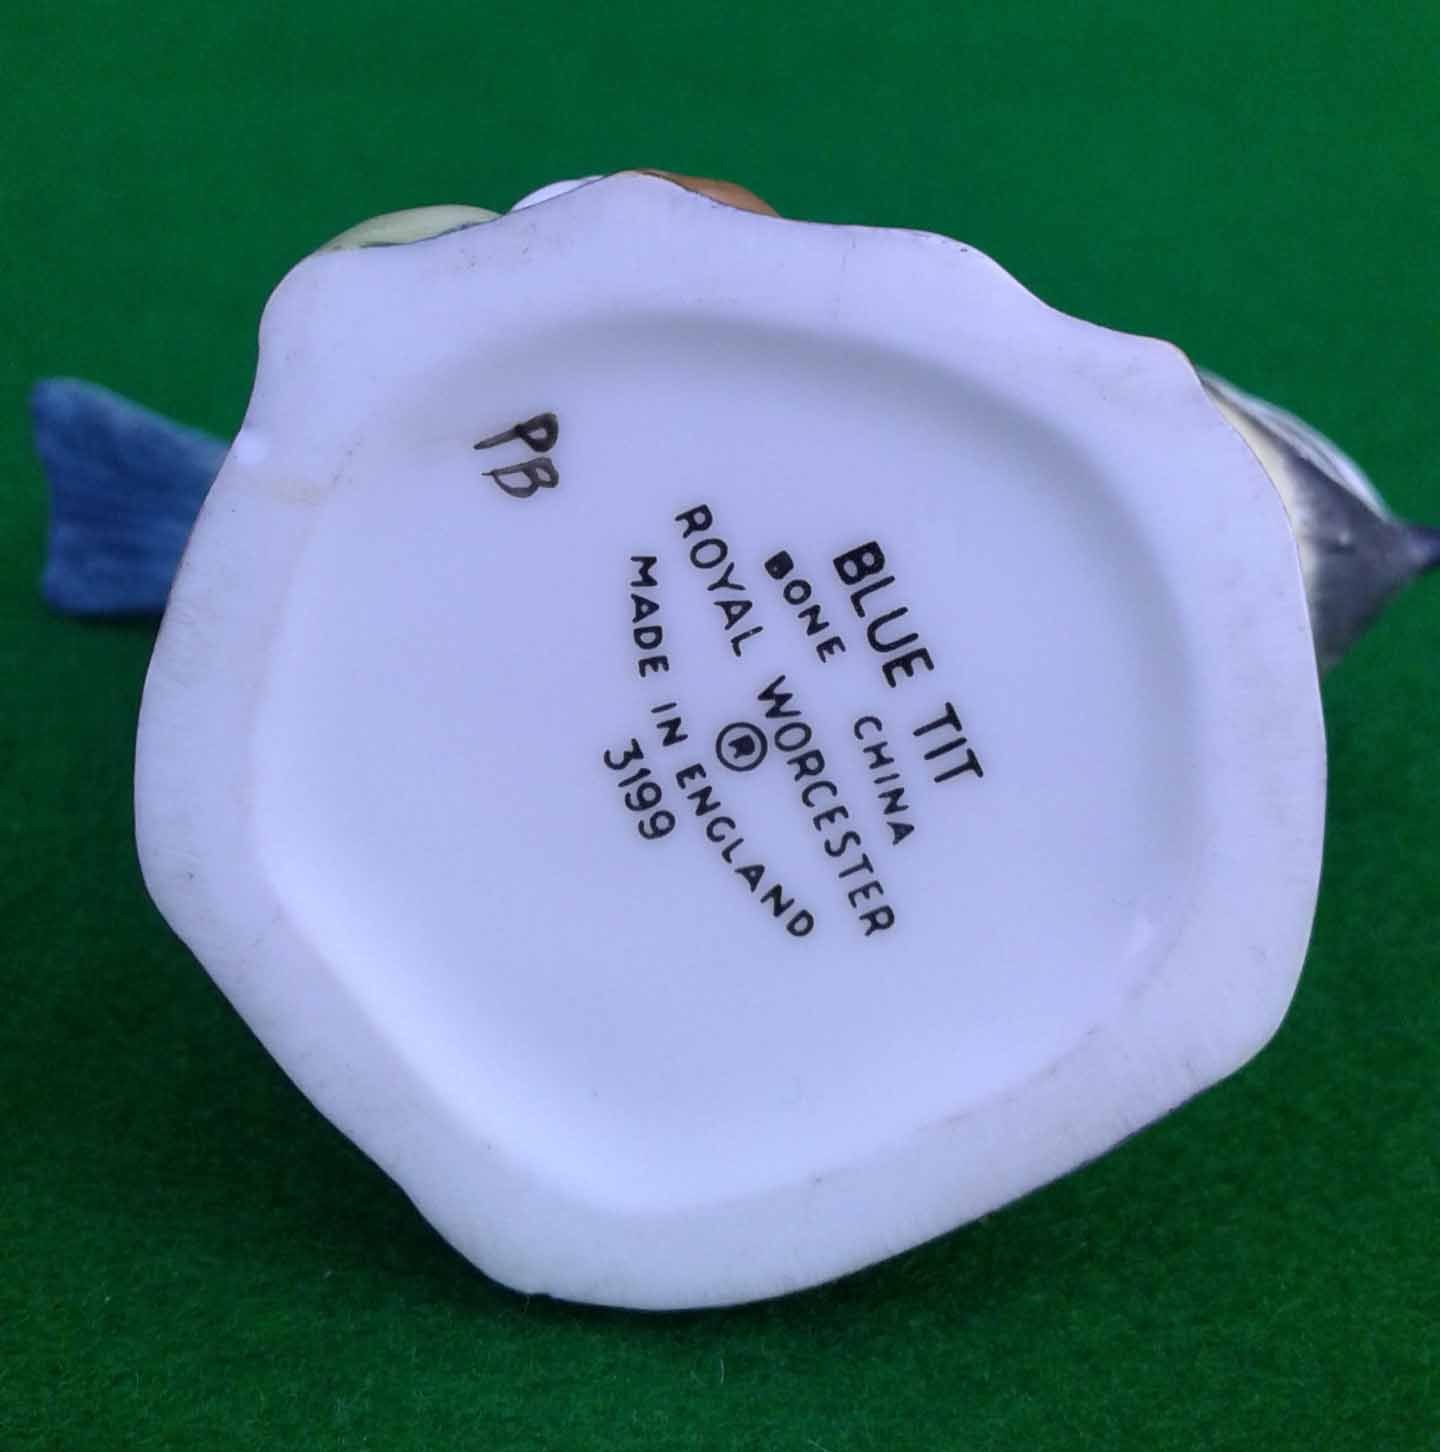 PB
BLUE TIT
BONE CHINA
ROYAL WORCESTER
®
MADE IN ENGLAND
3199